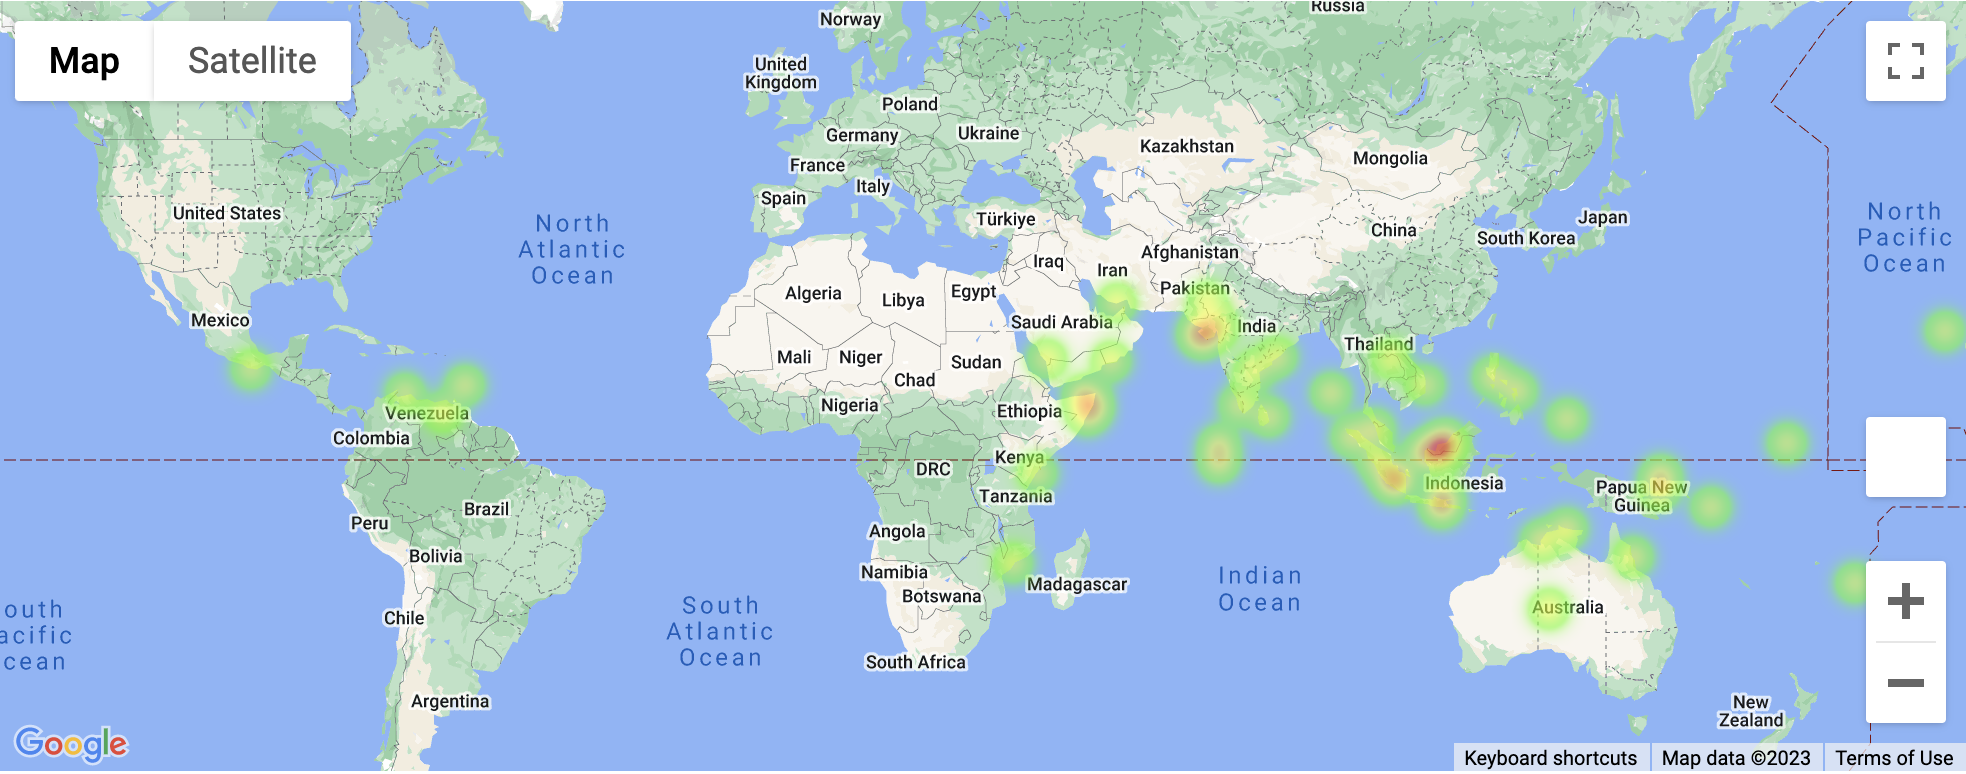 Map
Satellite
Norway
Russia
United
Kingdom
Poland
Germany
Ukraine
France
Kazakhstan
Mongolia
Italy
Spain
United States
Türkiye
Japan
China
South Korea
North
Atlantic
Ocean
North
Pacific
Ocean
Afghanistan
Iraq
Iran
Algeria
Libya
Egypt
Pakistan
Mexico
Saudi Arabia
India
Thailand
Mali
Niger
Sudan
Chad
Nigeria
Ethiopia
Venezuela
Colombia
Kenya
DRC
Tanzania
Indonesia
Papua New
Guinea
Brazil
Peru
Angola
Bolivia
Namibia
Botswana
Madagascar
Indian
Ocean
Australia
Chile
outh
acific
cean
South
Atlantic
Ocean
South Africa
Argentina
New
Zealand
Google
Keyboard shortcuts
Map data ©2023
Terms of Use